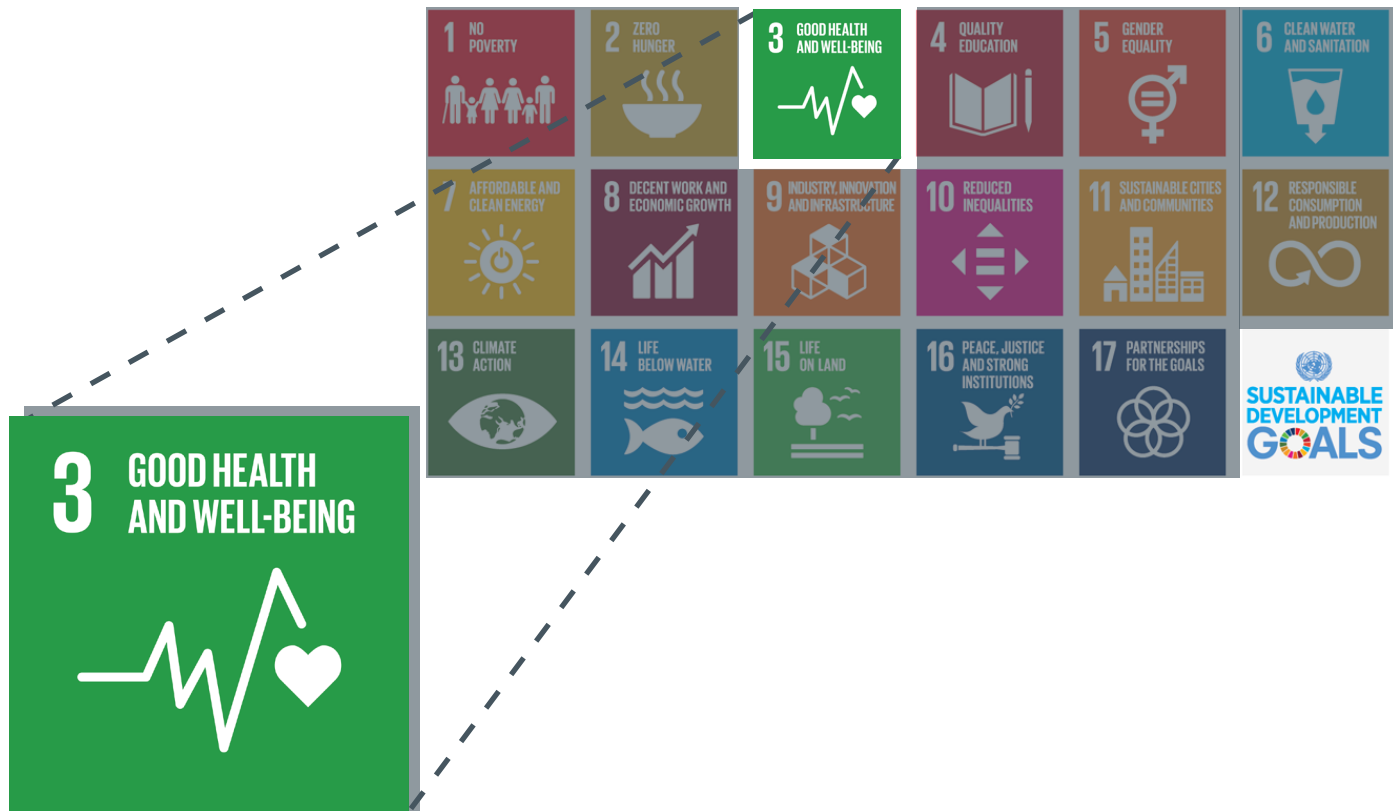 1 NO
POVERTY
2 ZERO
HUNGER
3 GOOD HEALTH
AND WELL-BEING
4 QUALITY
EDUCATION
5 GENDER
EQUALITY
6 CLEAN WATER
AND SANITATION
7 AFFORDABLE AND
CLEAN ENERGY
8 DECENT WORK AND
ECONOMIC GROWTH
9 INDUSTRY, INNOVATION
AND INFRASTRUCTURE
10 REDUCED
INEQUALITIES
11 SUSTAINABLE CITIES
AND COMMUNITIES
12 RESPONSIBLE
CONSUMPTION
AND PRODUCTION
13 CLIMATE
ACTION
14 LIFE
BELOW WATER
15 LIFE
ON LAND
16 PEACE, JUSTICE
AND STRONG
INSTITUTIONS
17 PARTNERSHIPS
FOR THE GOALS
SUSTAINABLE
DEVELOPMENT
GOALS
3 GOOD HEALTH
AND WELL-BEING